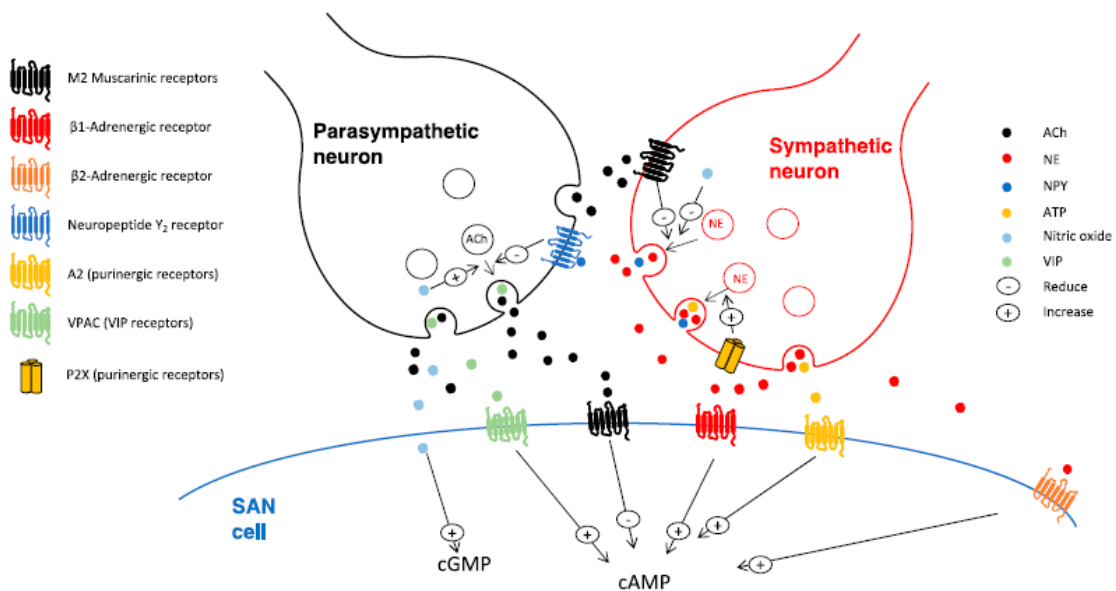 M2 Muscarinic receptors
β1-Adrenergic receptor
β2-Adrenergic receptor
Neuropeptide Y₂ receptor
A2 (purinergic receptors)
VPAC (VIP receptors)
P2X (purinergic receptors)
Parasympathetic
neuron
ACh
+
-
Sympathetic
neuron
-
-
NE
NE
+
ACh
NE
NPY
ATP
Nitric oxide
VIP
- Reduce
+ Increase
SAN
cell
+
+
-
+
+
+
cGMP
cAMP